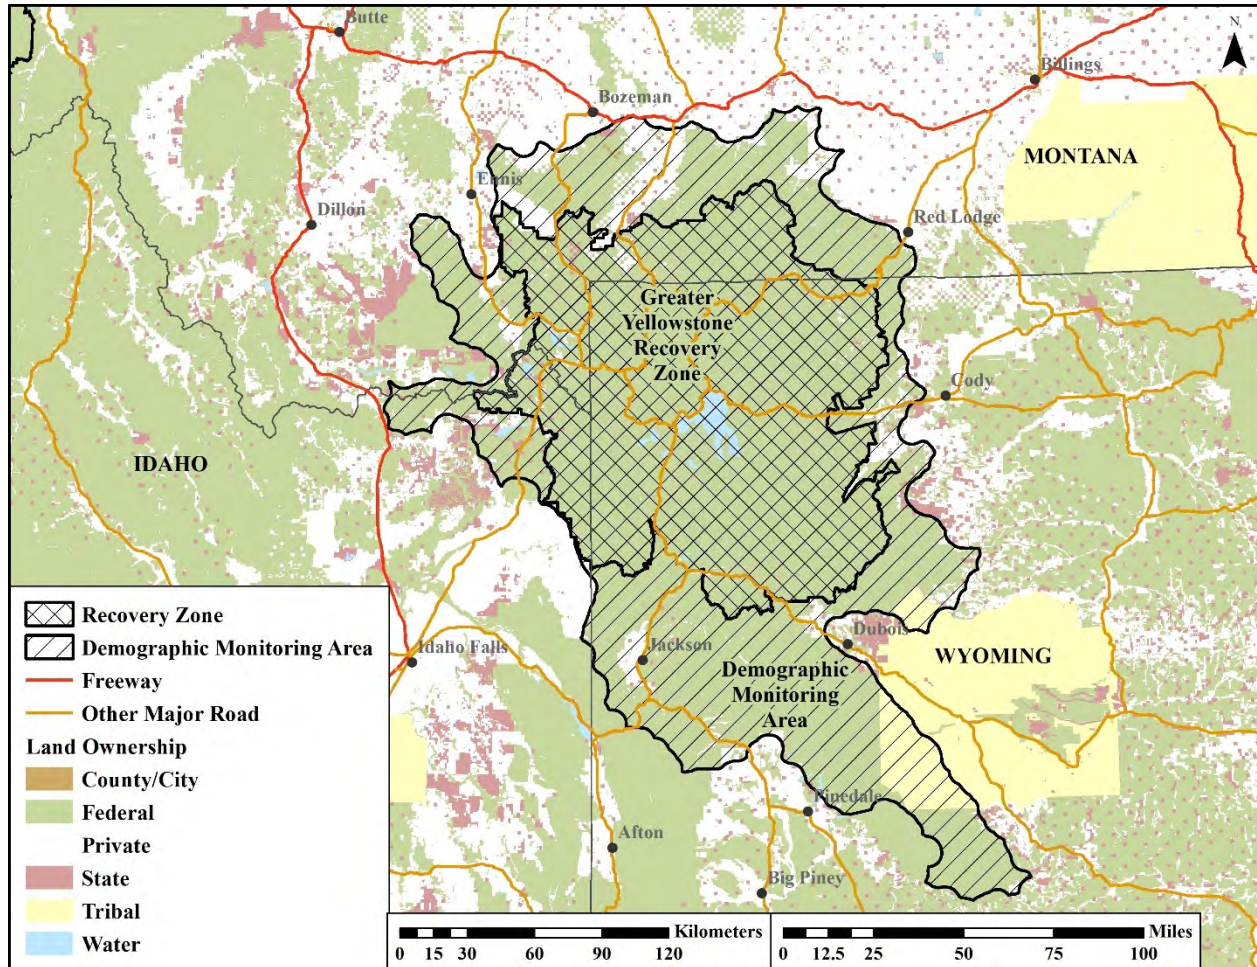 Butte
N
Billings
Bozeman
MONTANA
Ennis
Dillon
Red Lodge
Greater
Yellowstone
Recovery
Zone
Cody
IDAHO
Dubois
WYOMING
Jackson
Idaho Falls
Demographic
Monitoring
Area
Pinedale
Afton
Big Piney
Recovery Zone
Demographic Monitoring Area
Freeway
Other Major Road
Land Ownership
County/City
Federal
Private
State
Tribal
Water
Kilometers
0 15 30 60 90 120
Miles
0 12.5 25 50 75 100